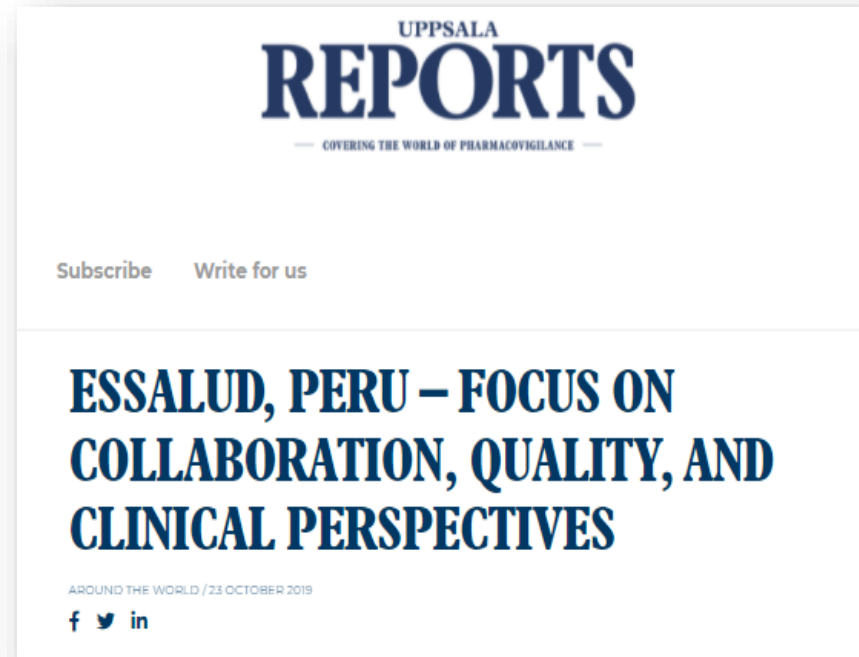 UPPSALA
REPORTS
COVERING THE WORLD OF PHARMACOVIGILANCE
Subscribe Write for us
ESSALUD, PERU – FOCUS ON
COLLABORATION, QUALITY, AND
CLINICAL PERSPECTIVES
AROUND THE WORLD / 23 OCTOBER 2019